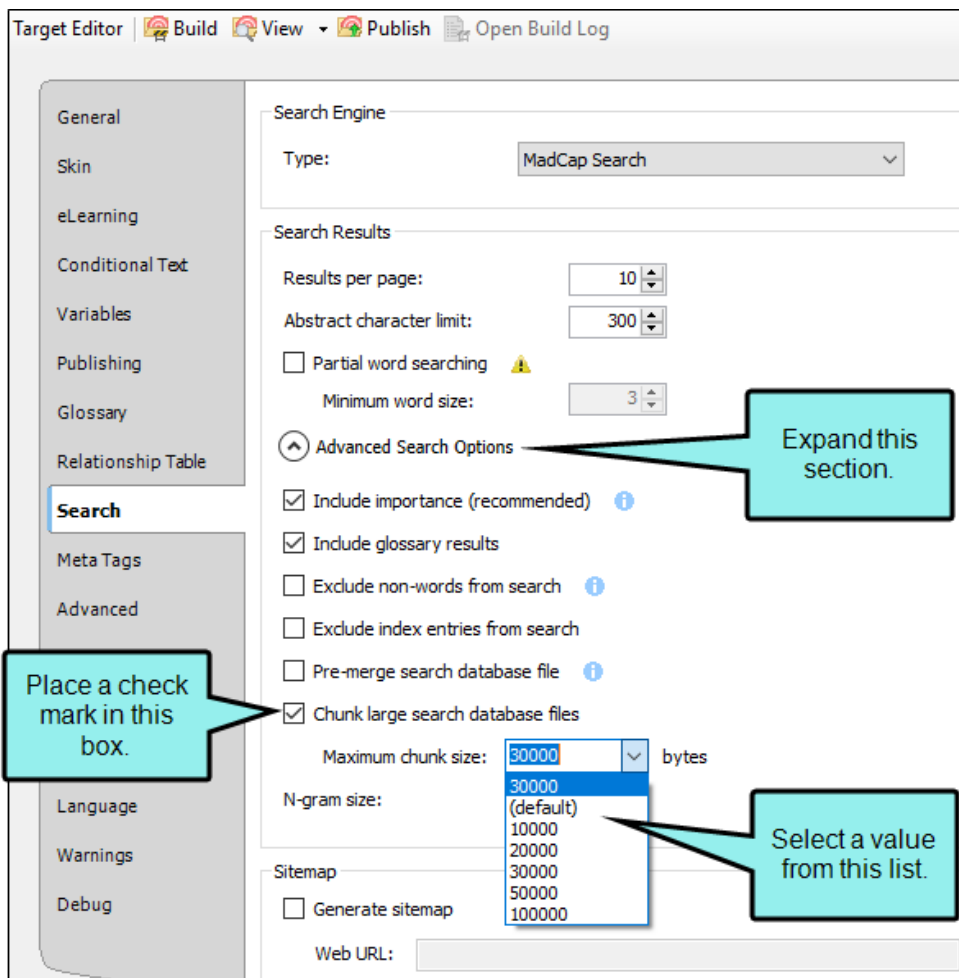 Target Editor Build View Publish Open Build Log
General
Skin
eLearning
Conditional Text
Variables
Publishing
Glossary
Relationship Table
Search
Meta Tags
Advanced
Language
Warnings
Debug
Search Engine
Type: MadCap Search
Search Results
Results per page: 10
Abstract character limit: 300
Partial word searching
Minimum word size: 3
Advanced Search Options
Expand this
section.
Include importance (recommended)
Include glossary results
Exclude non-words from search
Exclude index entries from search
Pre-merge search database file
Place a check
mark in this
box.
Chunk large search database files
Maximum chunk size: 30000 bytes
30000
(default)
10000
20000
30000
50000
100000
N-gram size:
Select a value
from this list.
Sitemap
Generate sitemap
Web URL: